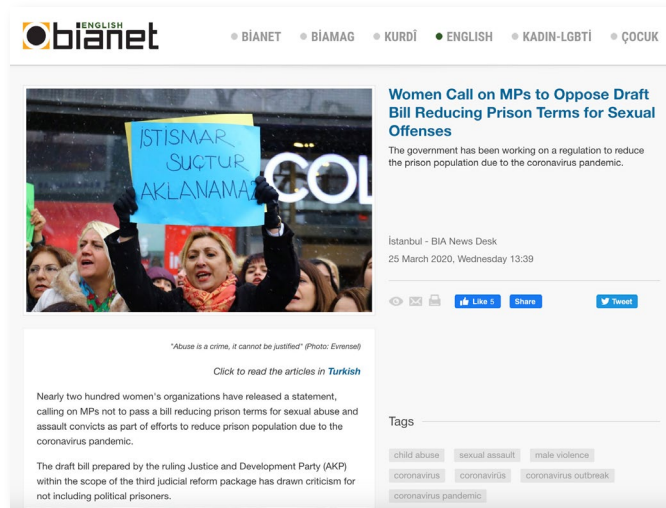 ENGLISH
bianet
BİANET
BİAMAG
KURDÎ
ENGLISH
KADIN-LGBTİ
ÇOCUK
İSTİSMAR
SUÇTUR
AKLANAMAZ
COL
Women Call on MPs to Oppose Draft
Bill Reducing Prison Terms for Sexual
Offenses
The government has been working on a regulation to reduce
the prison population due to the coronavirus pandemic.
İstanbul - BIA News Desk
25 March 2020, Wednesday 13:39
Like 5
Share
Tweet
"Abuse is a crime, it cannot be justified" (Photo: Evrensel)
Click to read the articles in Turkish
Nearly two hundred women's organizations have released a statement,
calling on MPs not to pass a bill reducing prison terms for sexual abuse and
assault convicts as part of efforts to reduce prison population due to the
coronavirus pandemic.
The draft bill prepared by the ruling Justice and Development Party (AKP)
within the scope of the third judicial reform package has drawn criticism for
not including political prisoners.
Tags
child abuse
sexual assault
male violence
coronavirus
coronavirüs
coronavirus outbreak
coronavirus pandemic